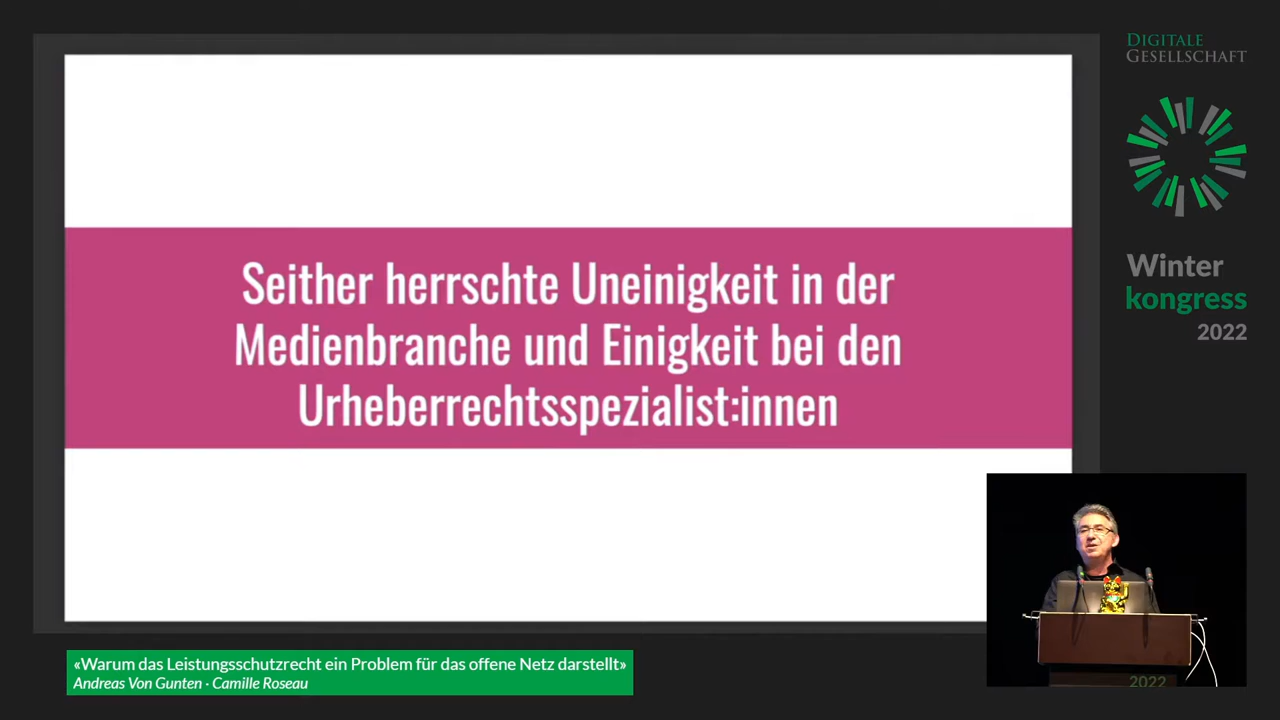 Seither herrschte Uneinigkeit in der
Medienbranche und Einigkeit bei den
Urheberrechtsspezialist:innen
DIGITALE
GESELLSCHAFT
Winter
kongress
2022
«Warum das Leistungsschutzrecht ein Problem für das offene Netz darstellt»
Andreas Von Gunten · Camille Roseau
2022